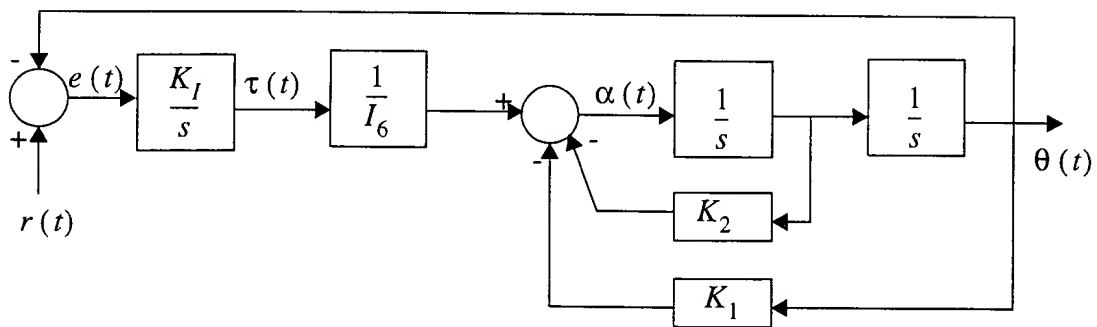 -
e(t)
K_I
s
τ(t)
1
I_6
+
α(t)
1
s
1
s
+
-
-
r(t)
θ(t)
K_2
K_1